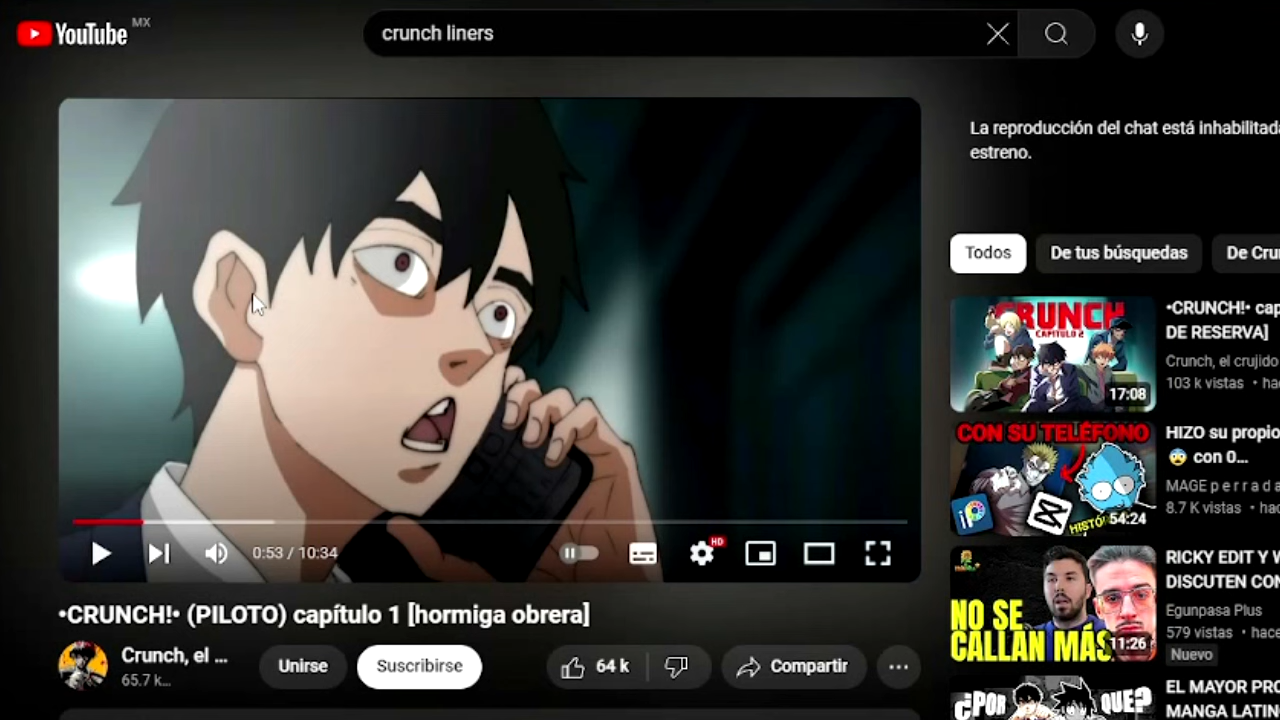 YouTube MX
crunch liners
La reproducción del chat está inhabilitada
estreno.
Todos
De tus búsquedas
De Cru
CRUNCH
CAPITULO 2
17:08
•CRUNCH!• cap
DE RESERVA]
Crunch, el crujido
103 k vistas • hac
CON SU TELÉFONO
HISTÓ
54:24
HIZO su propio
😨 con 0...
MAGE p e r r a d a
8.7 K vistas • hac
NO SE
CALLAN MÁS
11:26
RICKY EDIT Y W
DISCUTEN CON
Egunpasa Plus
579 vistas • hace
Nuevo
¿POR QUE?
EL MAYOR PRO
MANGA LATIN
0:53 / 10:34
HD
•CRUNCH!• (PILOTO) capítulo 1 [hormiga obrera]
Crunch, el ...
65.7 k...
Unirse
Suscribirse
64 k
Compartir